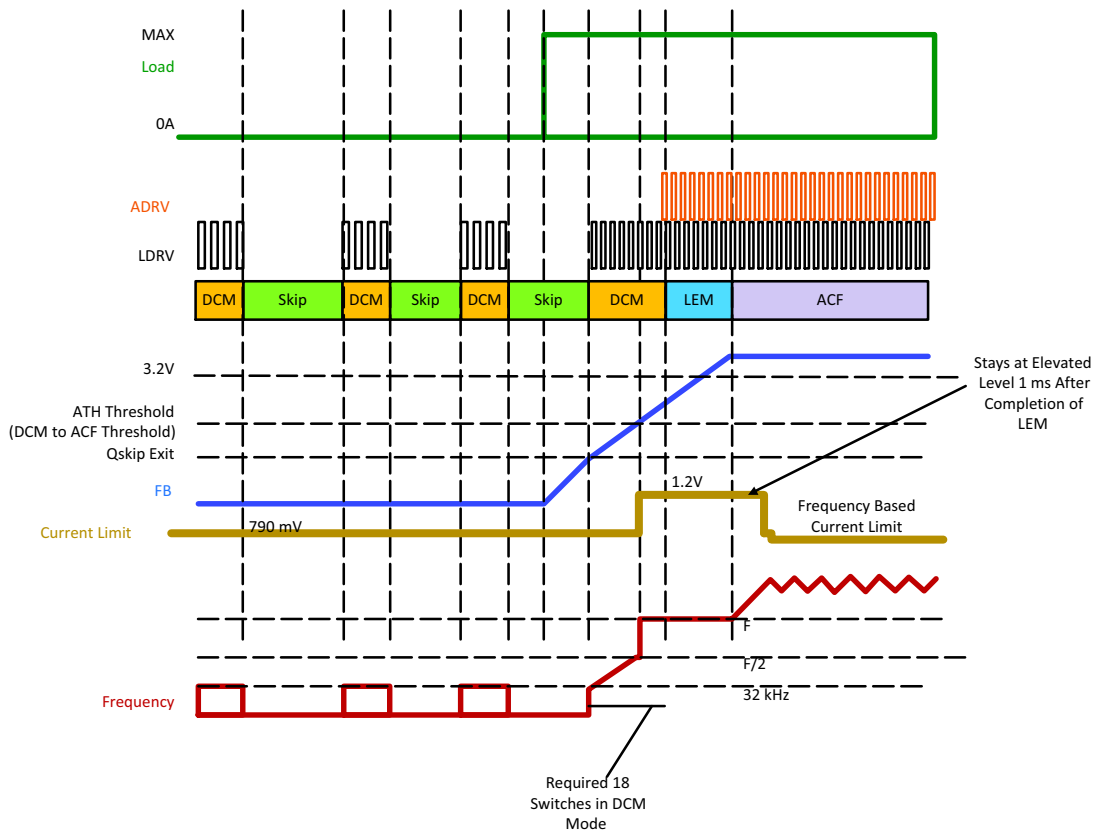 MAX
Load
0A
ADRV
LDRV
DCM
Skip
DCM
Skip
DCM
Skip
DCM
LEM
ACF
3.2V
Stays at Elevated
Level 1 ms After
Completion of
LEM
ATH Threshold
(DCM to ACF Threshold)
Qskip Exit
FB
1.2V
Frequency Based
Current Limit
Current Limit
790 mV
F
F/2
32 kHz
Frequency
Required 18
Switches in DCM
Mode